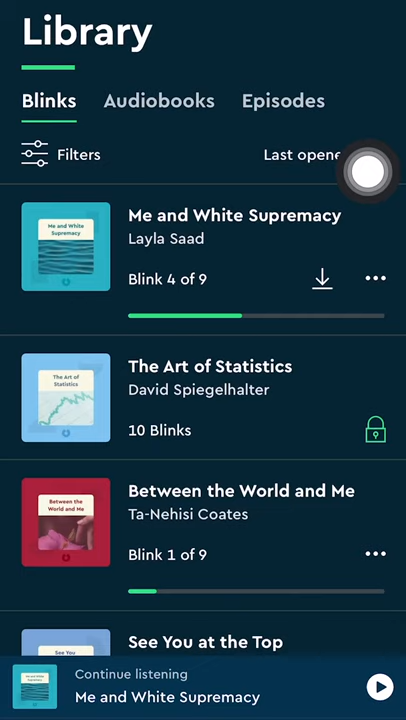 Library
Blinks Audiobooks Episodes
Filters Last opene
Me and White
Supremacy
Me and White Supremacy
Layla Saad
Blink 4 of 9
The Art of
Statistics
The Art of Statistics
David Spiegelhalter
10 Blinks
Between the
World and Me
Between the World and Me
Ta-Nehisi Coates
Blink 1 of 9
See You
See You at the Top
Continue listening
Me and White Supremacy